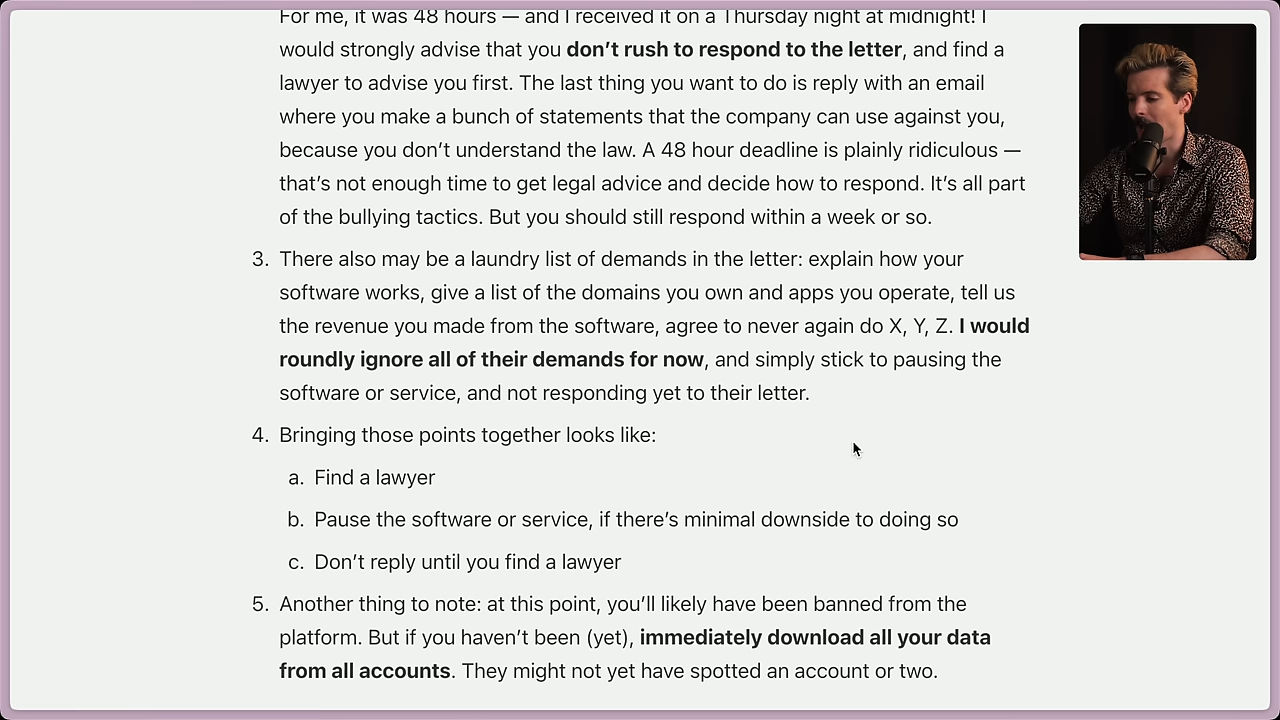 For me, it was 48 hours — and I received it on a Thursday night at midnight! I
would strongly advise that you don’t rush to respond to the letter, and find a
lawyer to advise you first. The last thing you want to do is reply with an email
where you make a bunch of statements that the company can use against you,
because you don’t understand the law. A 48 hour deadline is plainly ridiculous —
that’s not enough time to get legal advice and decide how to respond. It’s all part
of the bullying tactics. But you should still respond within a week or so.
3. There also may be a laundry list of demands in the letter: explain how your
software works, give a list of the domains you own and apps you operate, tell us
the revenue you made from the software, agree to never again do X, Y, Z. I would
roundly ignore all of their demands for now, and simply stick to pausing the
software or service, and not responding yet to their letter.
4. Bringing those points together looks like:
a. Find a lawyer
b. Pause the software or service, if there’s minimal downside to doing so
c. Don’t reply until you find a lawyer
5. Another thing to note: at this point, you’ll likely have been banned from the
platform. But if you haven’t been (yet), immediately download all your data
from all accounts. They might not yet have spotted an account or two.